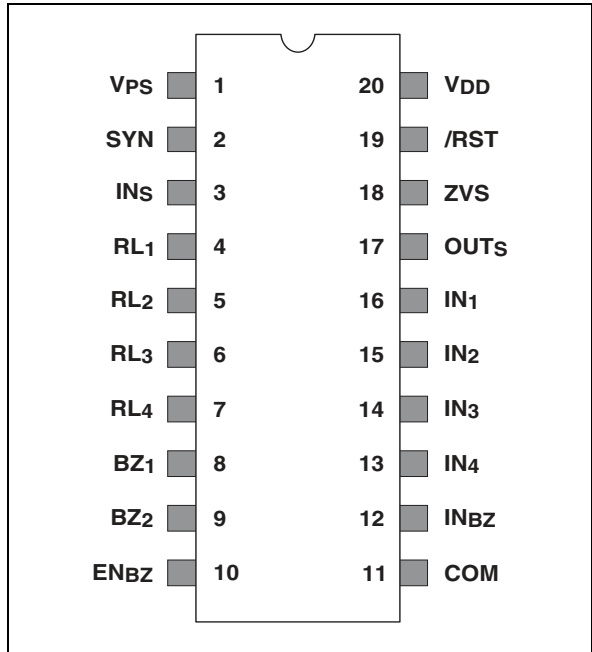 VPS 1 20 VDD
SYN 2 19 /RST
INS 3 18 ZVS
RL1 4 17 OUTS
RL2 5 16 IN1
RL3 6 15 IN2
RL4 7 14 IN3
BZ1 8 13 IN4
BZ2 9 12 INBZ
ENBZ 10 11 COM